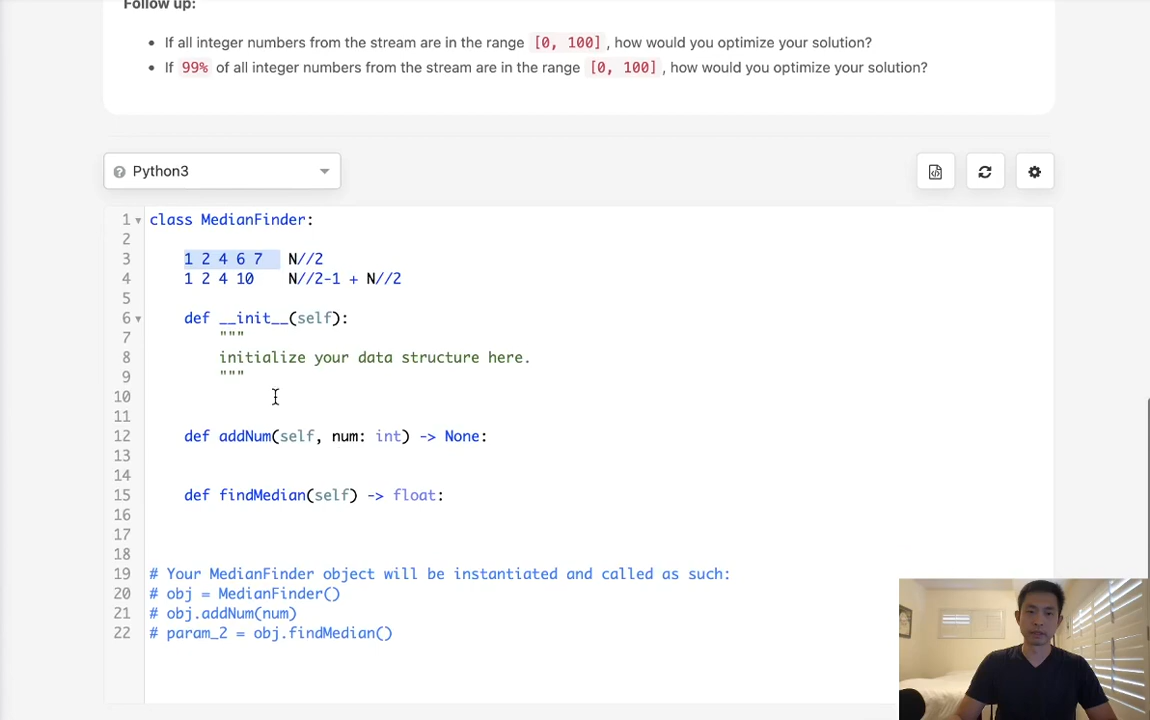 Follow up:
If all integer numbers from the stream are in the range [0, 100], how would you optimize your solution?
If 99% of all integer numbers from the stream are in the range [0, 100], how would you optimize your solution?
Python3
1 class MedianFinder:
2
3 1 2 4 6 7 N//2
4 1 2 4 10 N//2-1 + N//2
5
6 def __init__(self):
7 """
8 initialize your data structure here.
9 """
10
11
12 def addNum(self, num: int) -> None:
13
14
15 def findMedian(self) -> float:
16
17
18
19 # Your MedianFinder object will be instantiated and called as such:
20 # obj = MedianFinder()
21 # obj.addNum(num)
22 # param_2 = obj.findMedian()